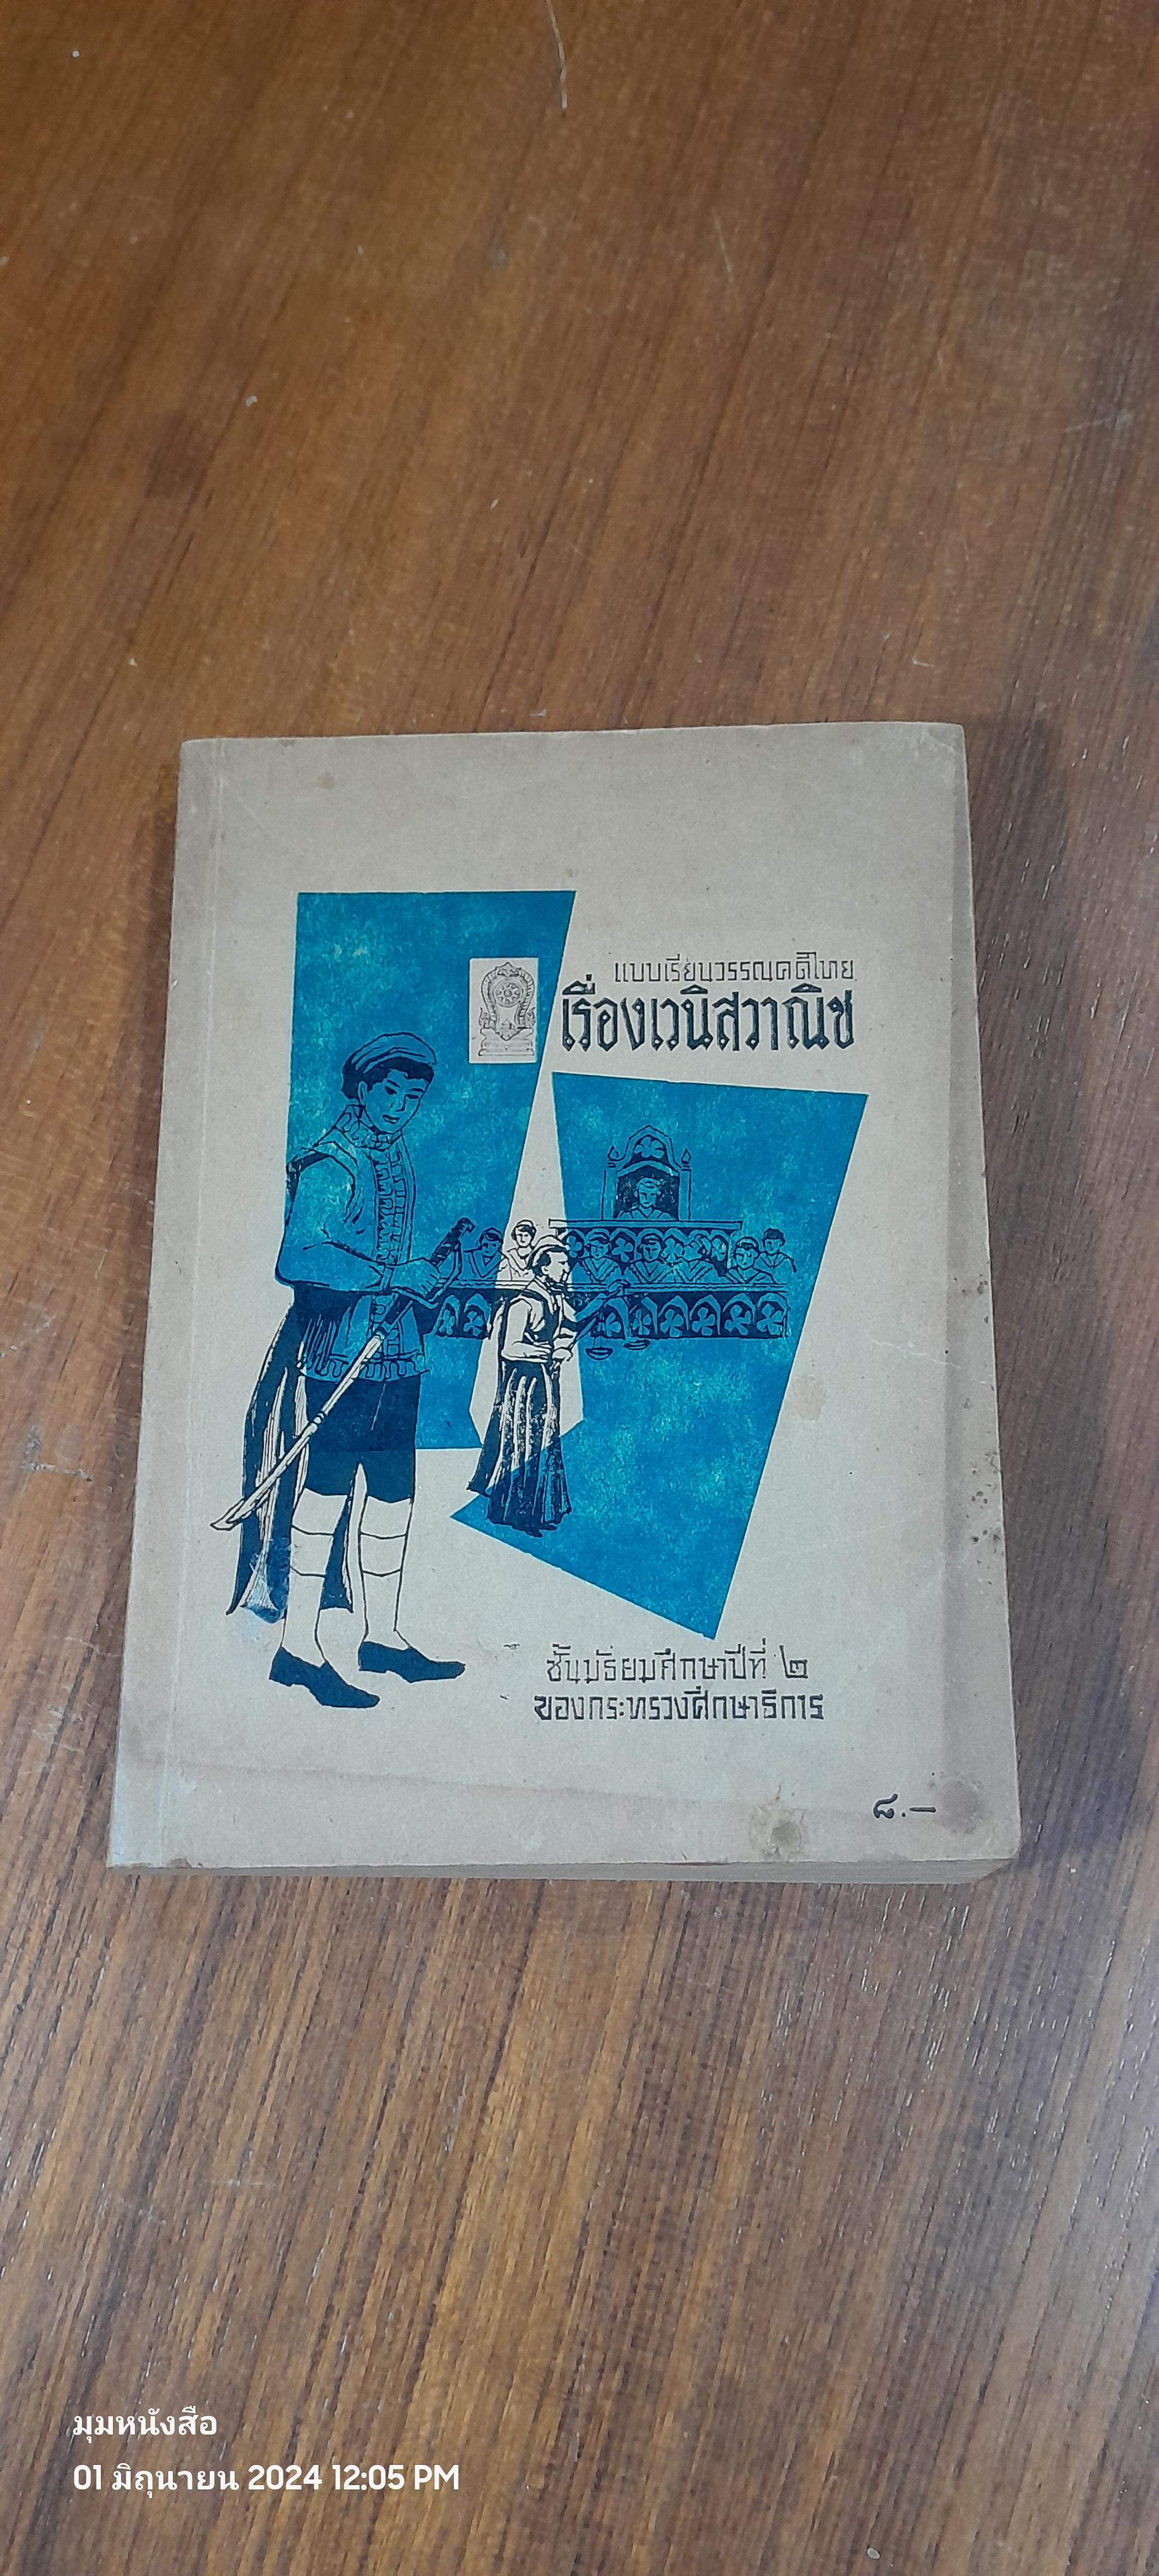 แบบเรียนวรรณคดีไทย
เรื่องเวนิสวาณิช
ชั้นมัธยมศึกษาปีที่ ๒
ของกระทรวงศึกษาธิการ
๘.—
มุมหนังสือ
01 มิถุนายน 2024 12:05 PM